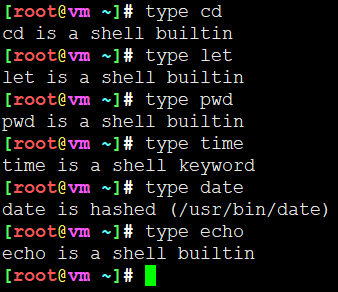 [root@vm ~]# type cd
cd is a shell builtin
[root@vm ~]# type let
let is a shell builtin
[root@vm ~]# type pwd
pwd is a shell builtin
[root@vm ~]# type time
time is a shell keyword
[root@vm ~]# type date
date is hashed (/usr/bin/date)
[root@vm ~]# type echo
echo is a shell builtin
[root@vm ~]#